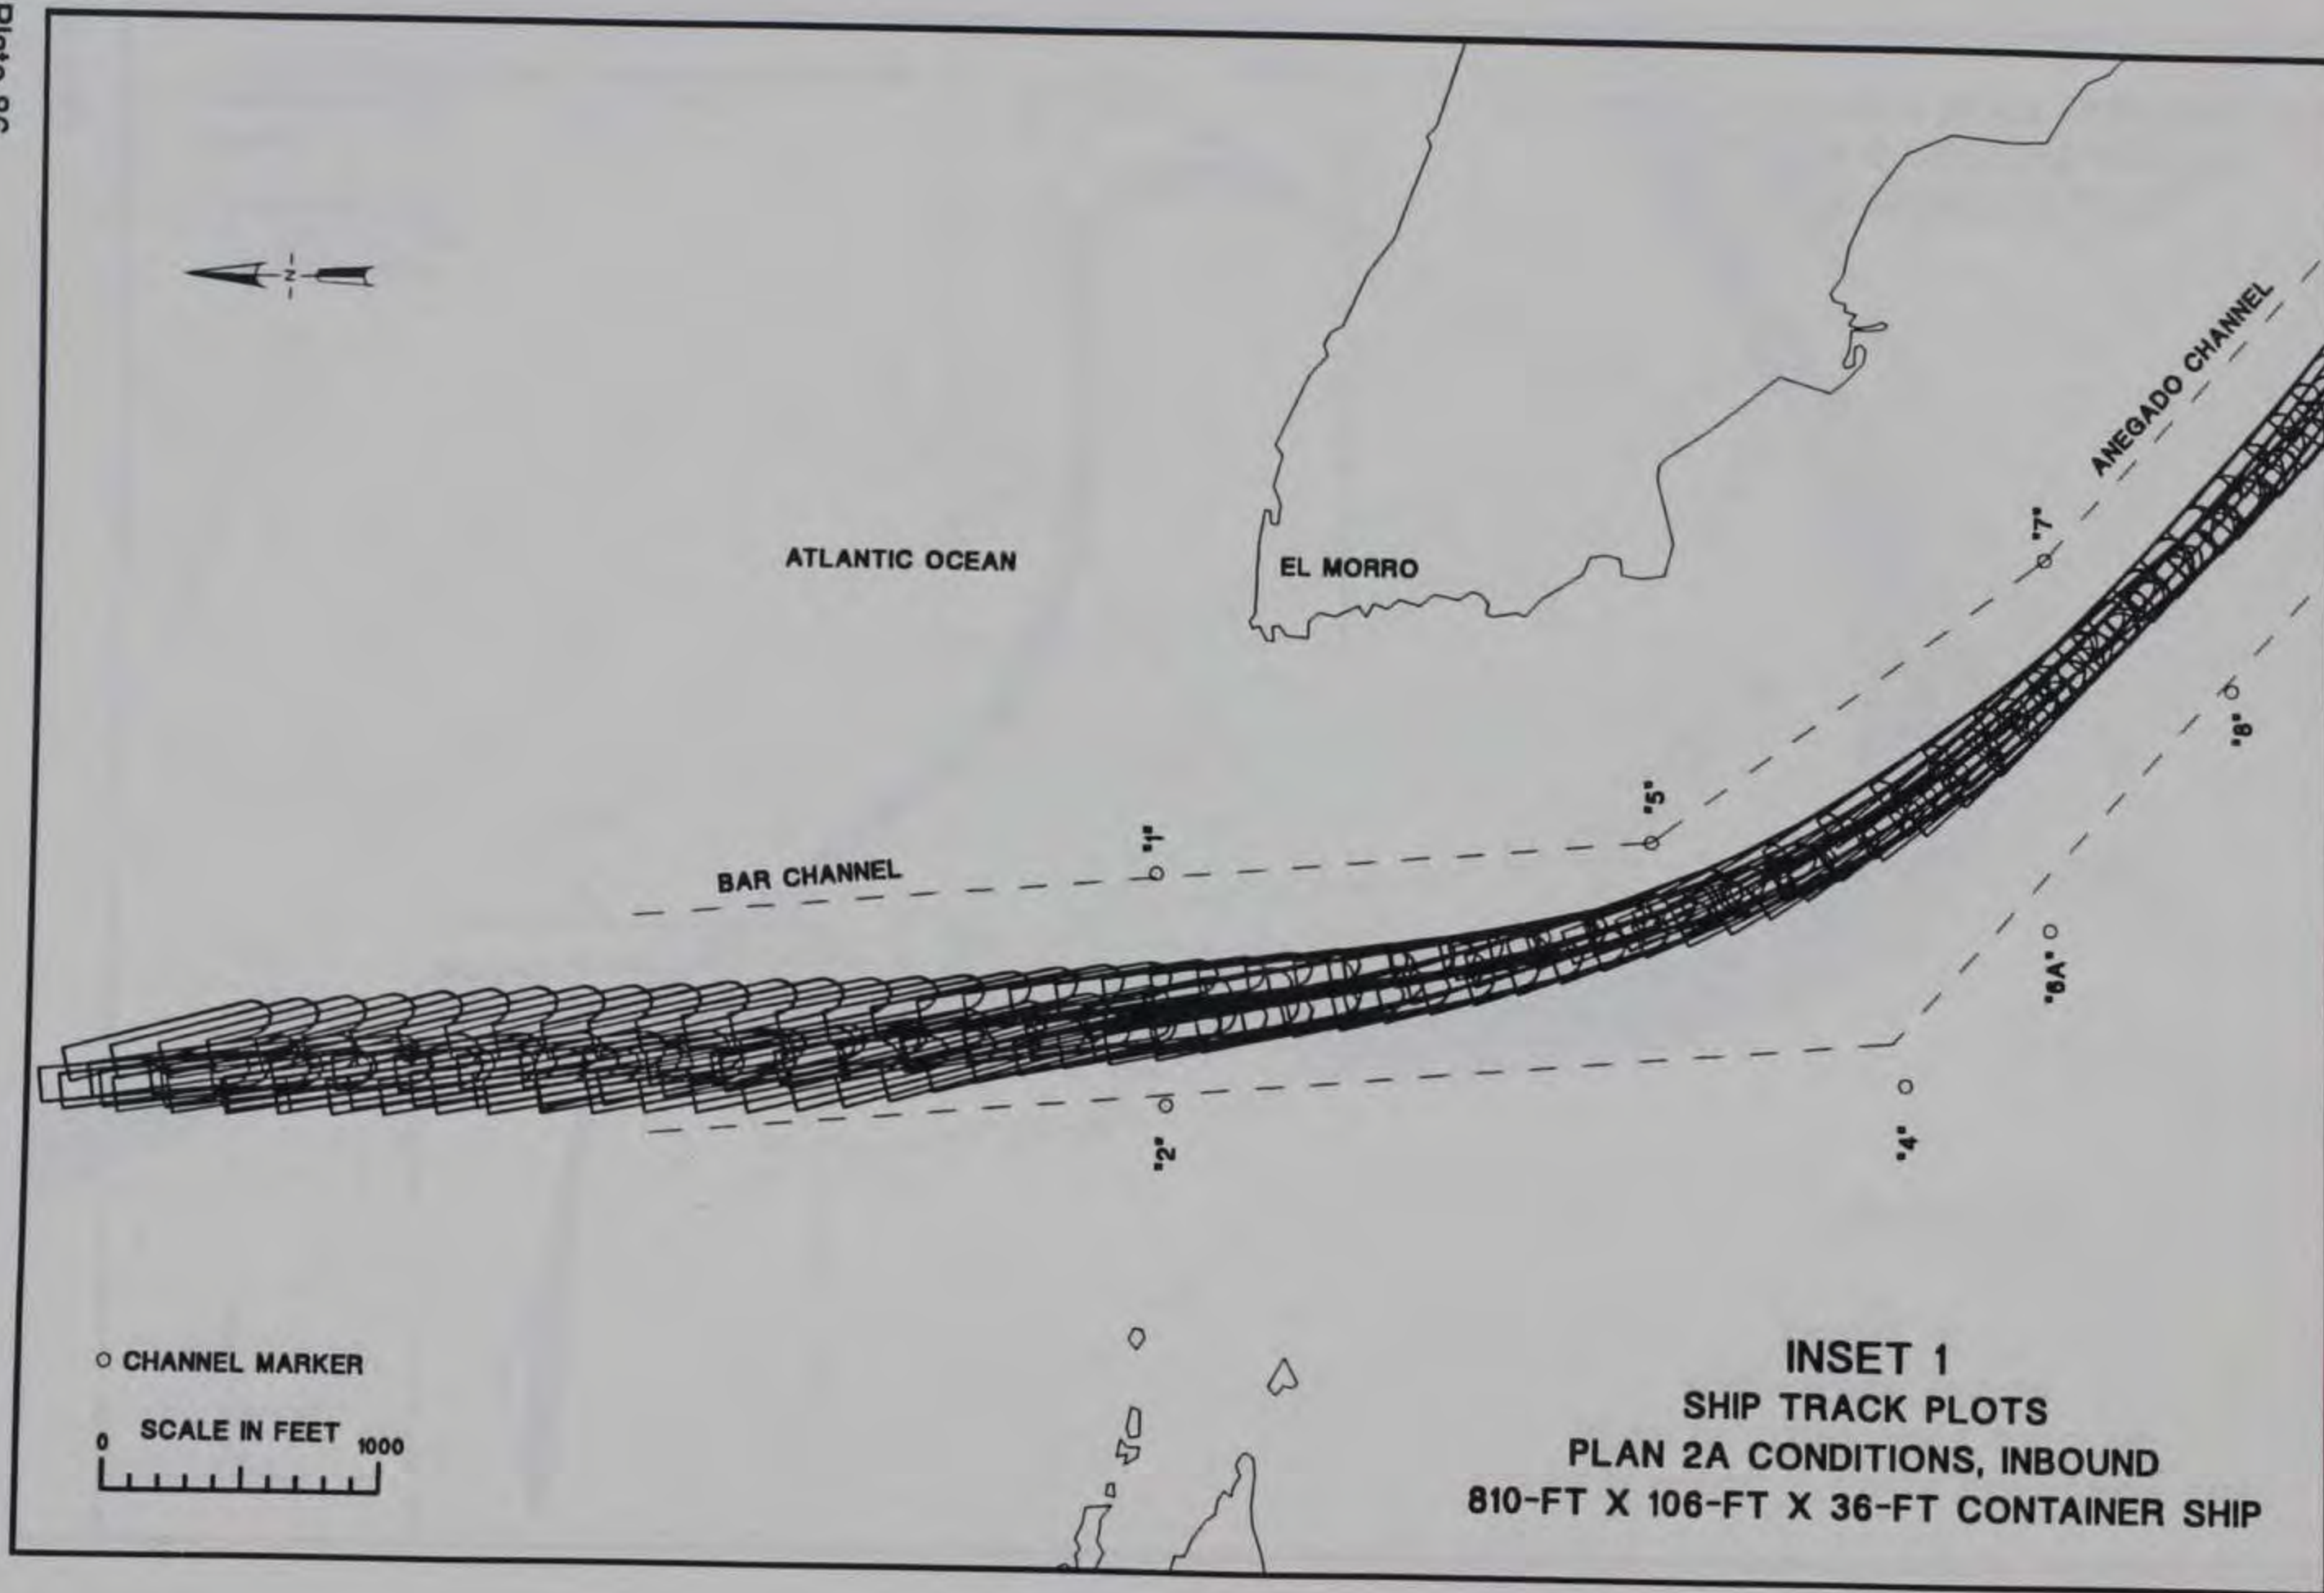 N
ANEGADO CHANNEL
"7"
ATLANTIC OCEAN
EL MORRO
"8"
"5"
"1"
BAR CHANNEL
"6A"
"4"
"2"
O CHANNEL MARKER
SCALE IN FEET
0 1000
INSET 1
SHIP TRACK PLOTS
PLAN 2A CONDITIONS, INBOUND
810-FT X 106-FT X 36-FT CONTAINER SHIP